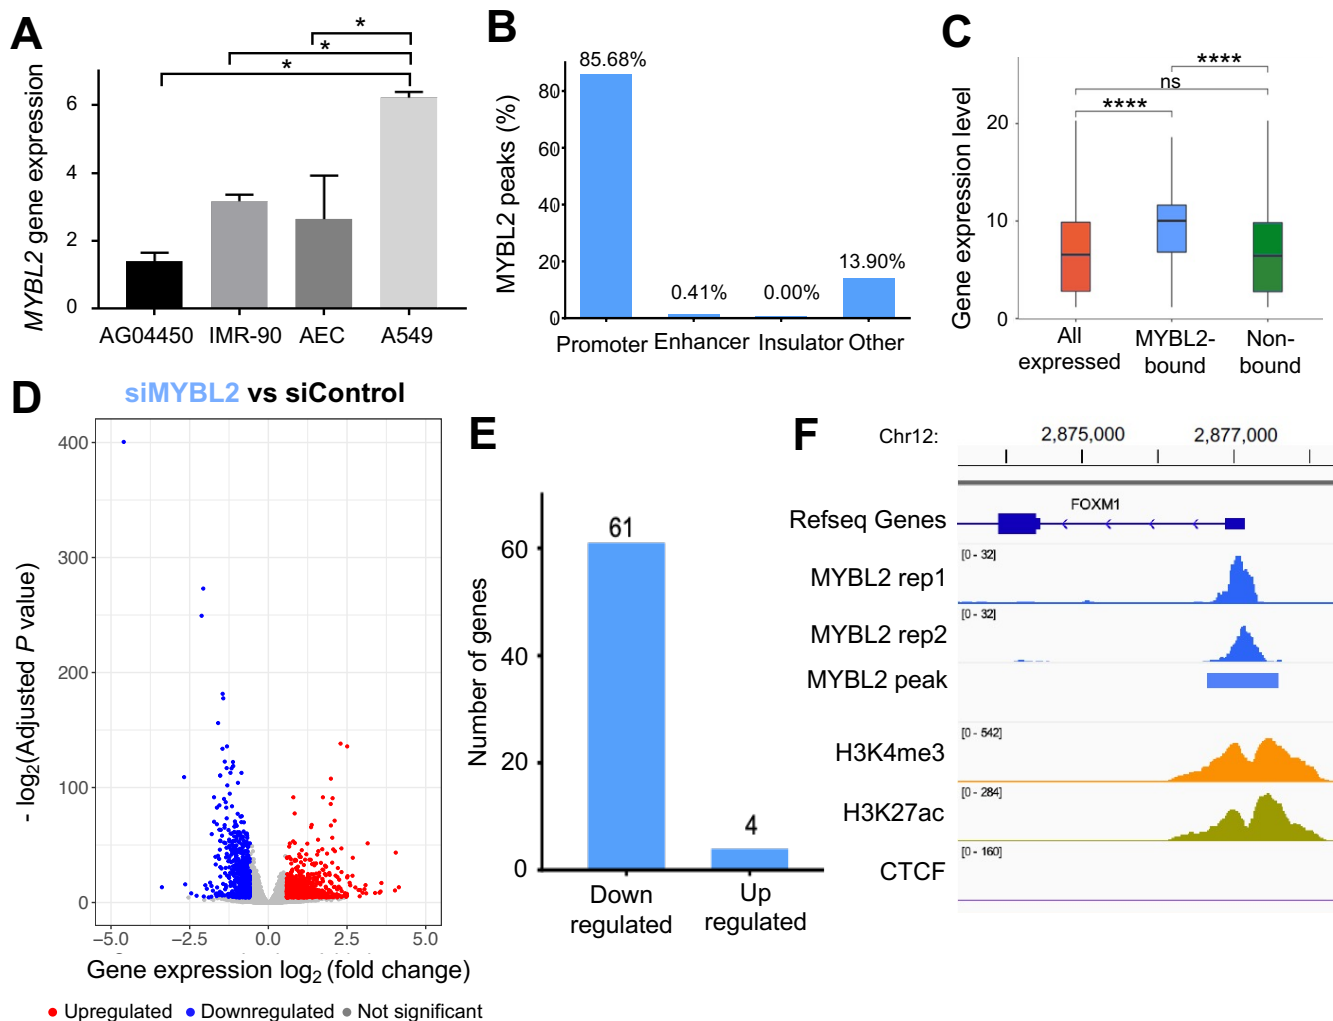 A
MYBL2 gene expression
6
4
2
0
*
*
*
AG04450 IMR-90 AEC A549
B
MYBL2 peaks (%)
80
60
40
20
0
85.68%
0.41%
0.00%
13.90%
Promoter Enhancer Insulator Other
C
Gene expression level
20
10
0
****
ns
****
All expressed
MYBL2-bound
Non-bound
D
siMYBL2 vs siControl
- log2(Adjusted P value)
400
300
200
100
0
−5.0 −2.5 0.0 2.5 5.0
Gene expression log2 (fold change)
Upregulated Downregulated Not significant
E
Number of genes
60
40
20
0
61
4
Down regulated
Up regulated
F
Chr12: 2,875,000 2,877,000
FOXM1
Refseq Genes
[0 - 32]
MYBL2 rep1
[0 - 32]
MYBL2 rep2
MYBL2 peak
[0 - 542]
H3K4me3
[0 - 284]
H3K27ac
[0 - 160]
CTCF